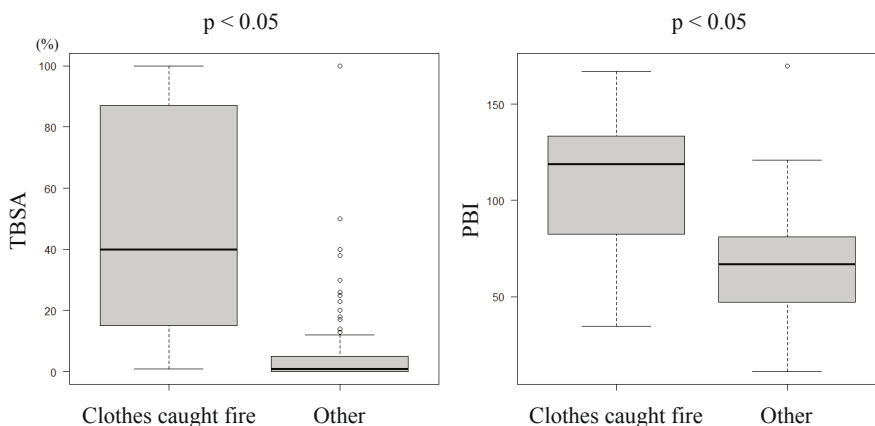 p < 0.05
(%)
100
80
60
40
20
0
TBSA
Clothes caught fire
Other
p < 0.05
150
100
50
PBI
Clothes caught fire
Other